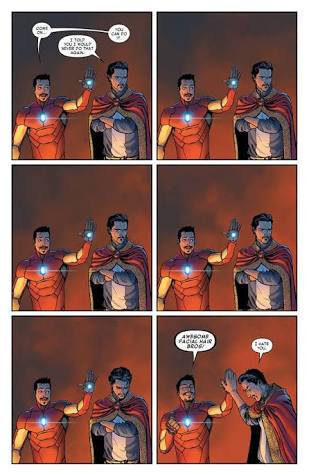 COME
ON...
YOU
CAN DO
IT.
I TOLD
YOU I WOULD
NEVER DO THAT
AGAIN.
AWESOME
FACIAL HAIR
BROS!
I HATE
YOU.